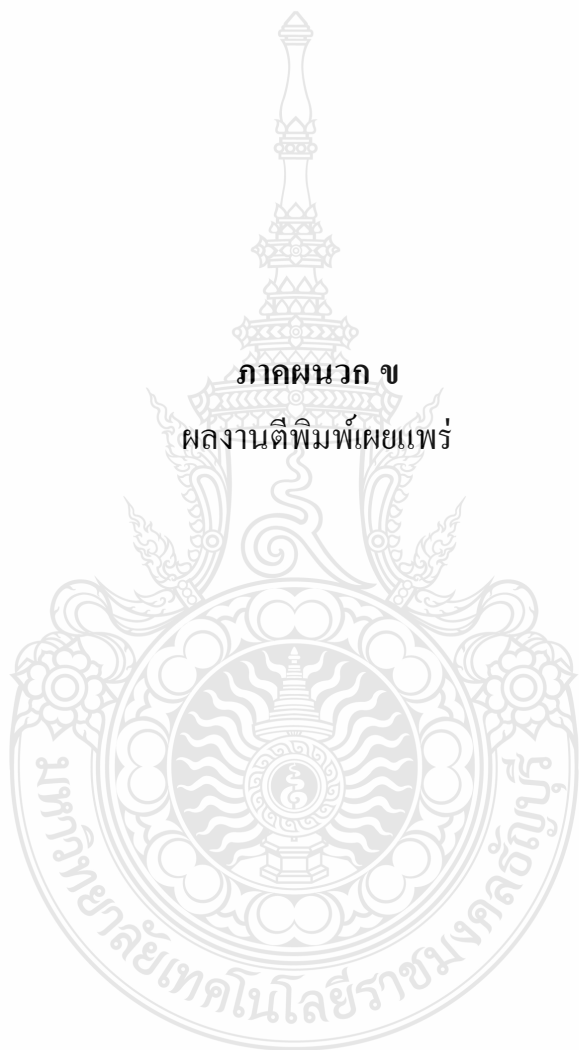 ภาคผนวก ข
ผลงานตีพิมพ์เผยแพร่
มหาวิทยาลัยเทคโนโลยีราชมงคลธัญบุรี